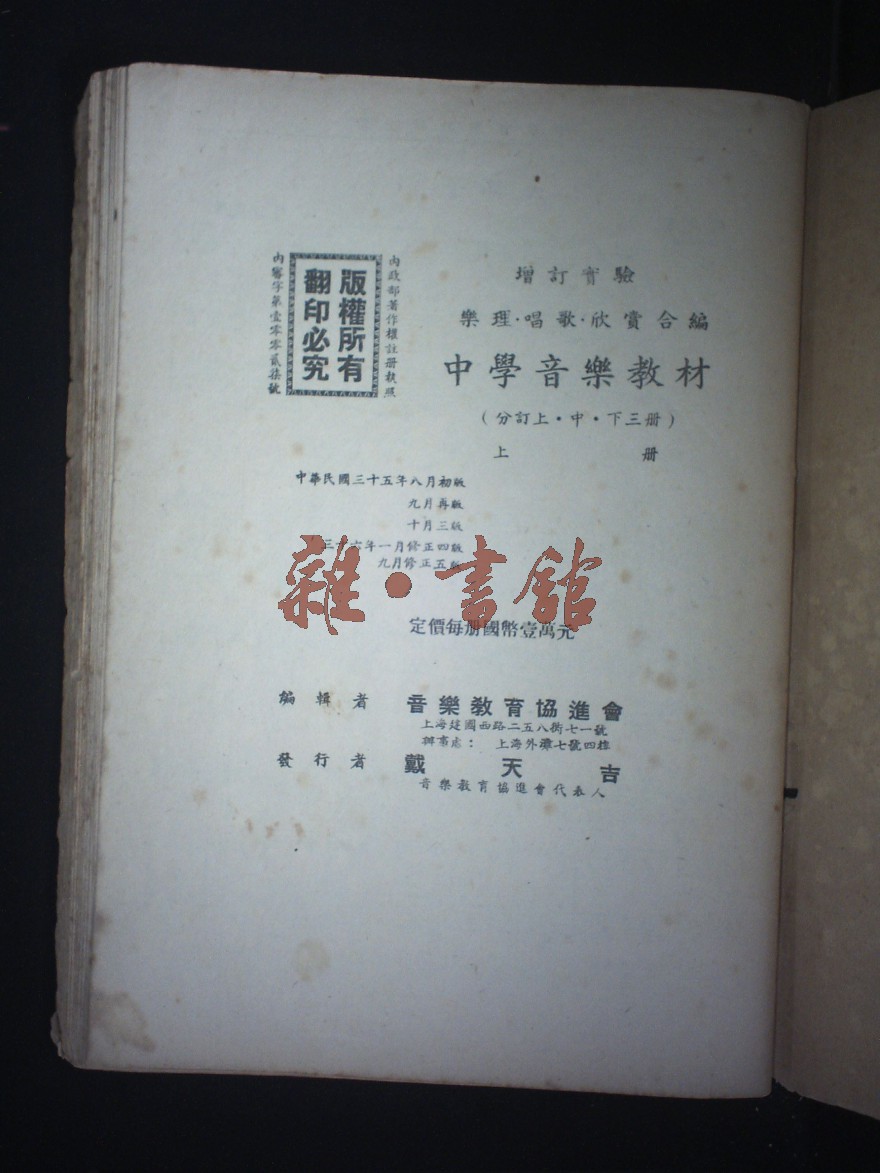 增訂實驗
樂理·唱歌·欣賞合編
中學音樂教材
(分訂上·中·下三册)
上册
內政部著作權註册執照
版權所有
翻印必究
內警字第壹零零貳柒號
中華民國三十五年八月初版
九月再版
十月三版
三十六年一月修正四版
九月修正五版
雜·書館
定價每册國幣壹萬元
編輯者 音樂教育協進會
上海建國西路二五八街七一號
辦事處:上海外灘七號四樓
發行者 戴天吉
音樂教育協進會代表人